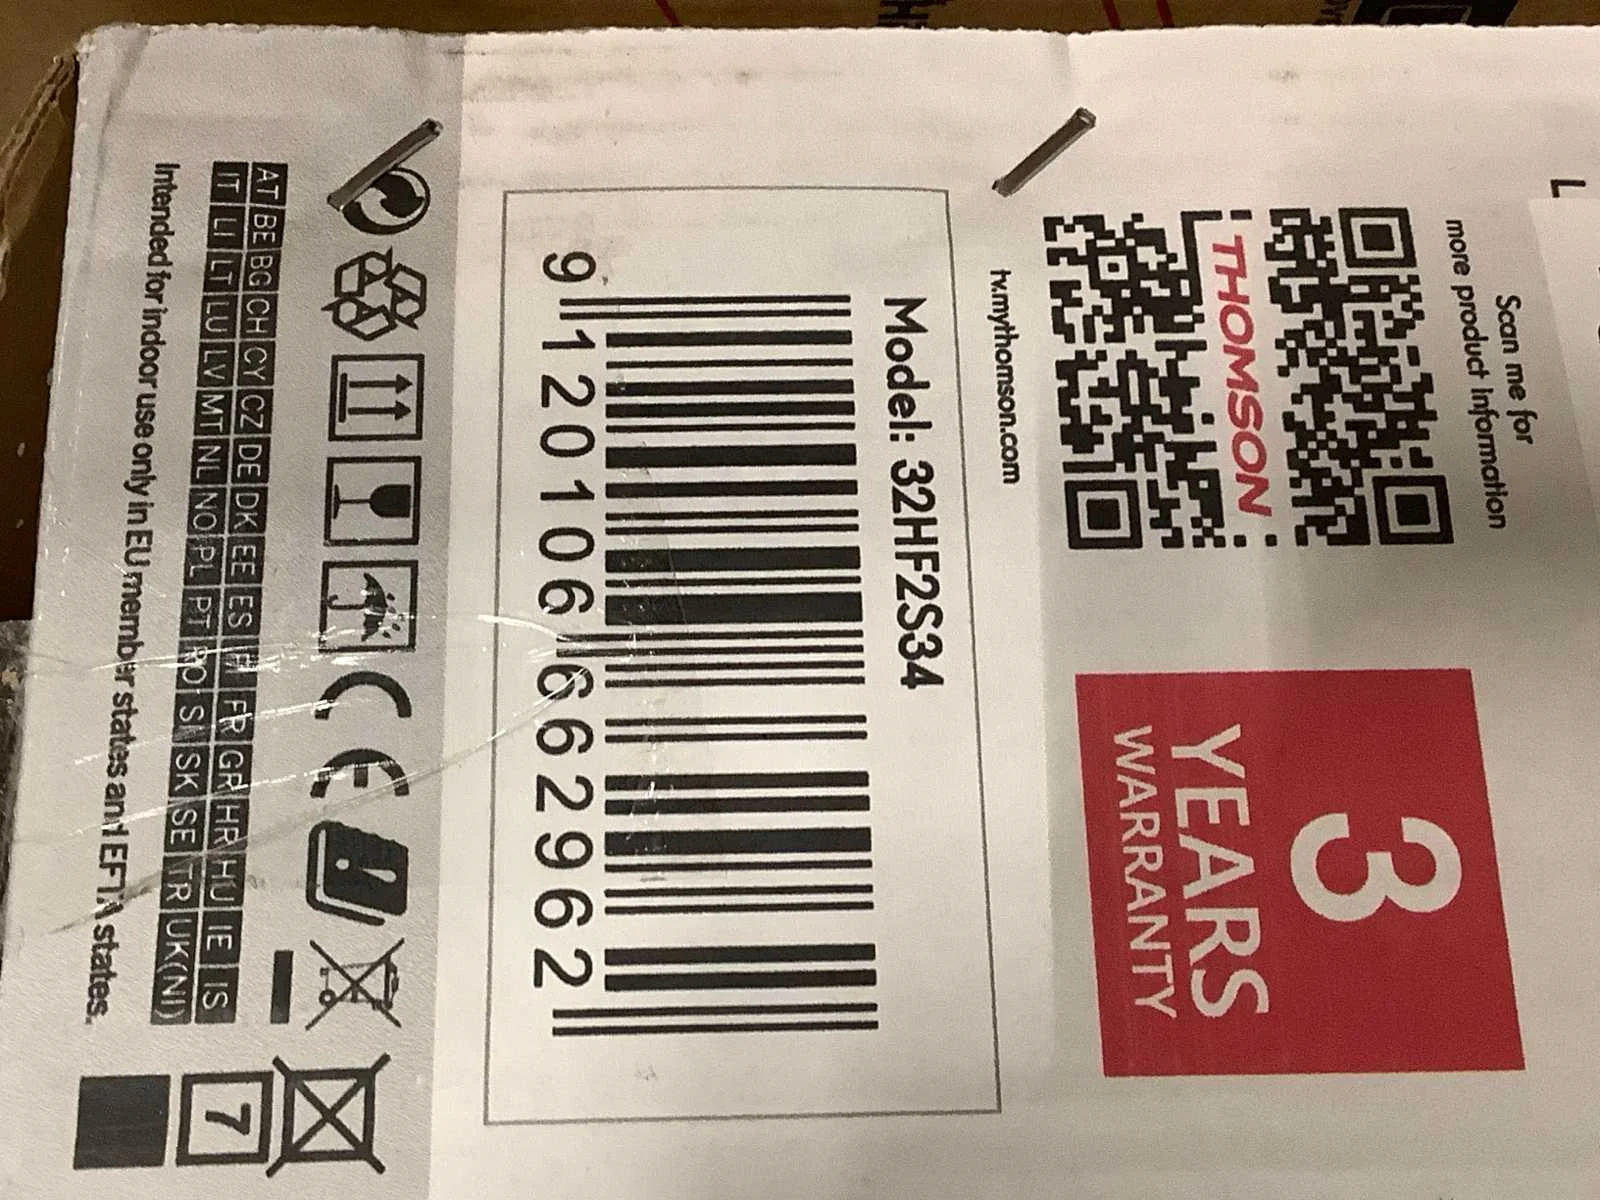 Scan me for
more product Information
THOMSON
tv.mythomson.com
3
YEARS
WARRANTY
Model: 32HF2S34
9 120106 662962
CE
AT BE BG CH CY CZ DE DK EE ES FI FR GR HR HU IE IS
IT LI LT LU LV MT NL NO PL PT RO SI SK SE TR UK(NI)
Intended for indoor use only in EU member states and EFTA states.
7